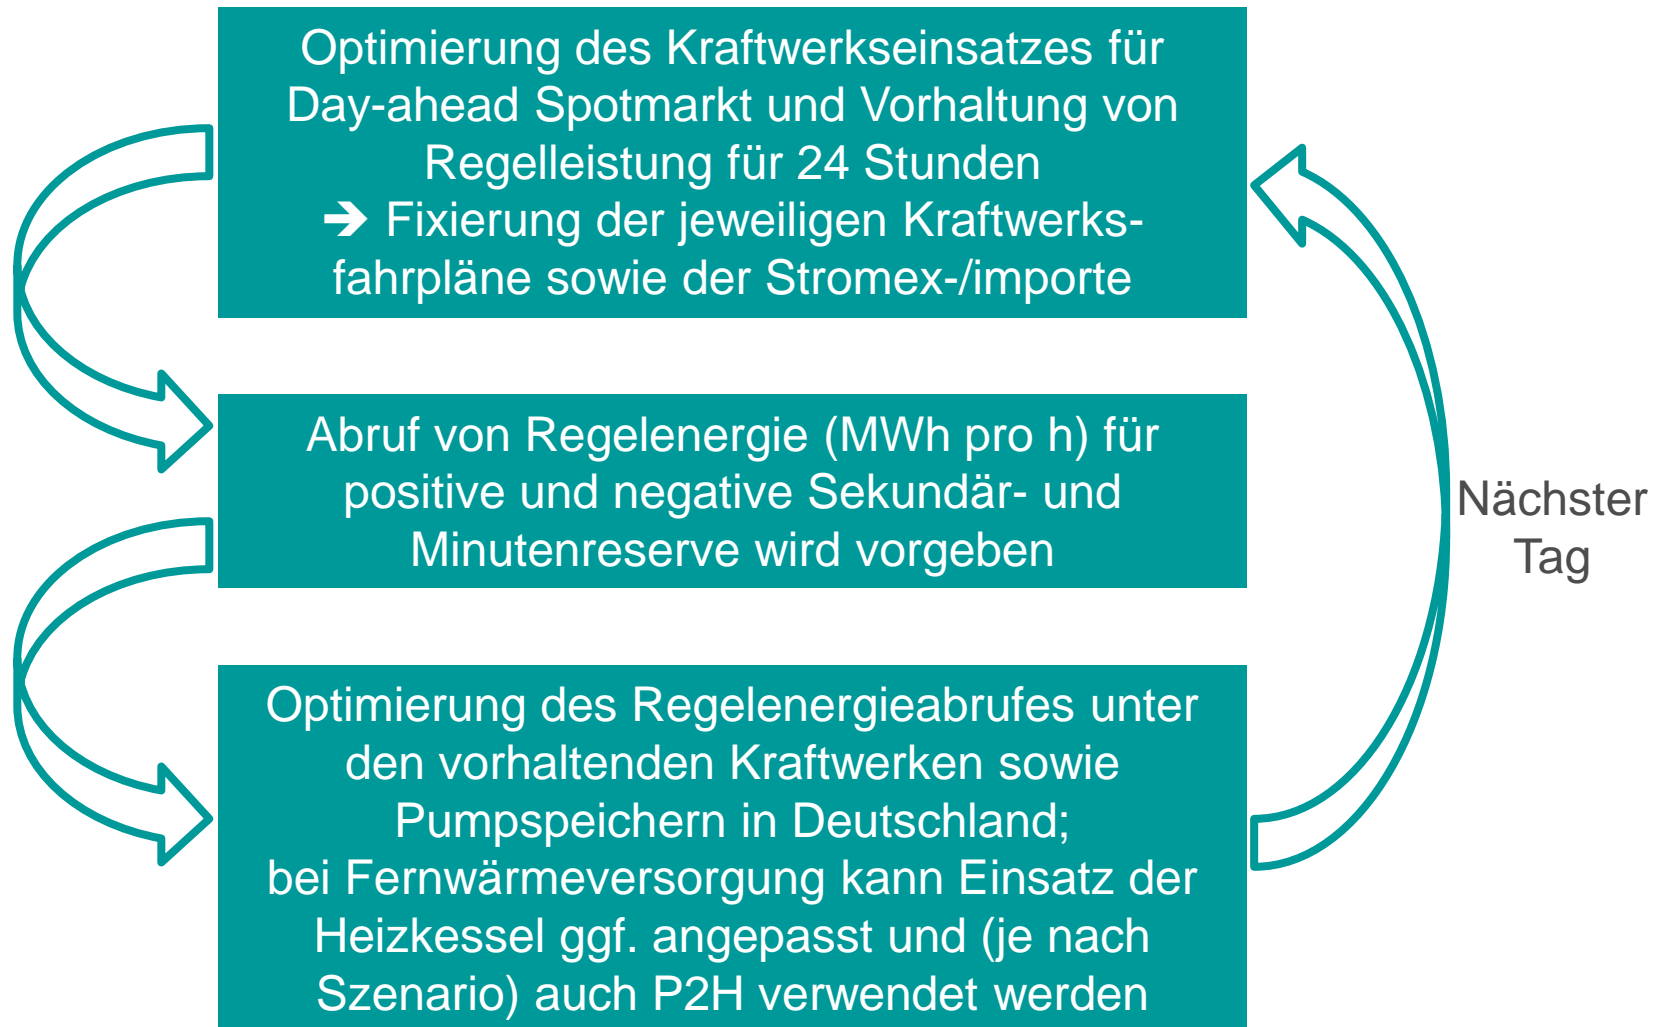 Optimierung des Kraftwerkseinsatzes für
Day-ahead Spotmarkt und Vorhaltung von
Regelleistung für 24 Stunden
➔ Fixierung der jeweiligen Kraftwerks-
fahrpläne sowie der Stromex-/importe
Abruf von Regelenergie (MWh pro h) für
positive und negative Sekundär- und
Minutenreserve wird vorgeben
Nächster
Tag
Optimierung des Regelenergieabrufes unter
den vorhaltenden Kraftwerken sowie
Pumpspeichern in Deutschland;
bei Fernwärmeversorgung kann Einsatz der
Heizkessel ggf. angepasst und (je nach
Szenario) auch P2H verwendet werden